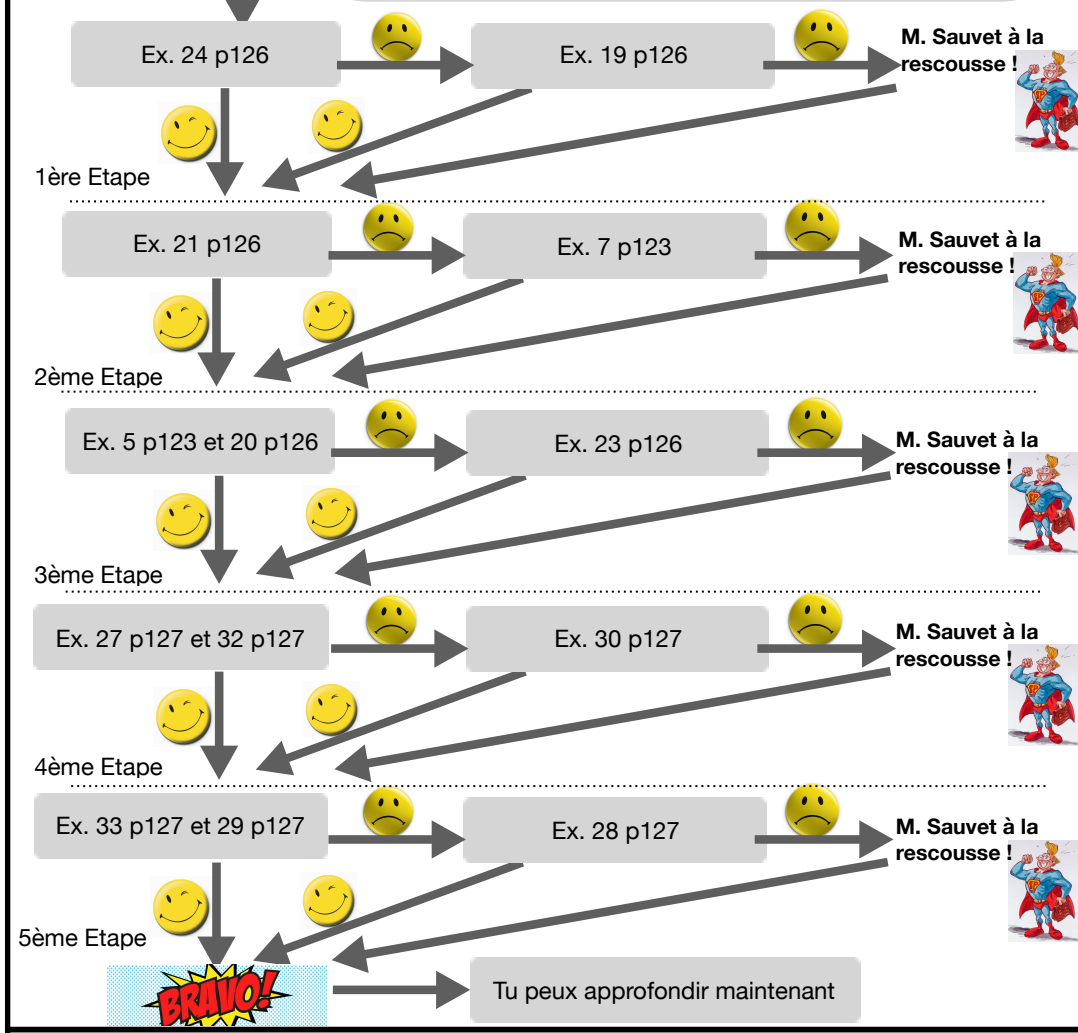 Ex. 24 p126
Ex. 19 p126
M. Sauvet à la
rescousse !
1ère Etape
Ex. 21 p126
Ex. 7 p123
M. Sauvet à la
rescousse !
2ème Etape
Ex. 5 p123 et 20 p126
Ex. 23 p126
M. Sauvet à la
rescousse !
3ème Etape
Ex. 27 p127 et 32 p127
Ex. 30 p127
M. Sauvet à la
rescousse !
4ème Etape
Ex. 33 p127 et 29 p127
Ex. 28 p127
M. Sauvet à la
rescousse !
5ème Etape
BRAVO!
Tu peux approfondir maintenant